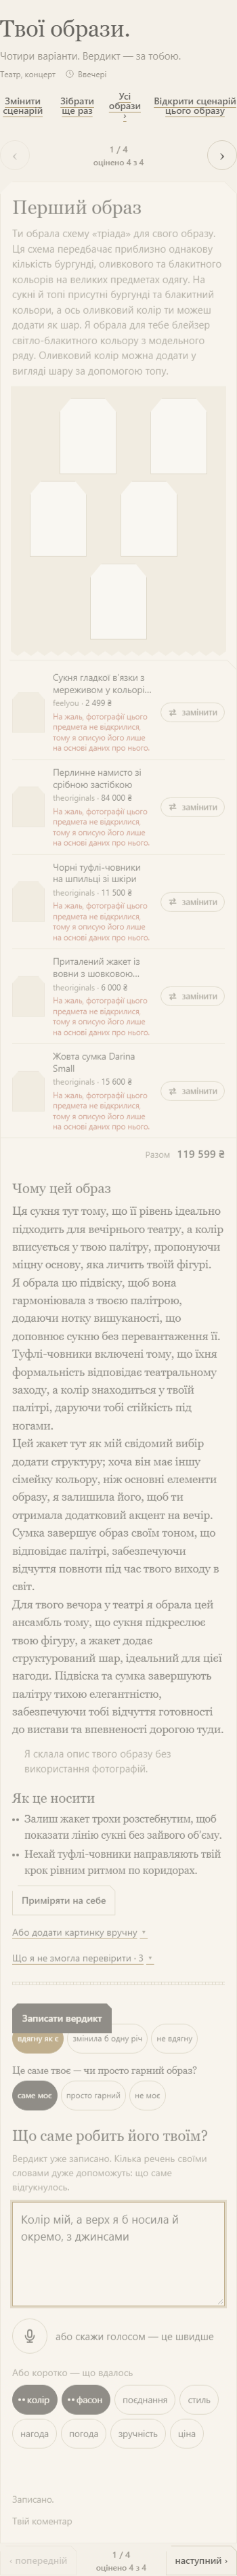 Твої образи.
Чотири варіанти. Вердикт — за тобою.
Театр, концерт Ввечері
Змінити
сценарій
Зібрати
ще раз
Усі
образи
›
Відкрити сценарій
цього образу
‹
1 / 4
оцінено 4 з 4
›
Перший образ
Ти обрала схему «тріада» для свого образу.
Ця схема передбачає приблизно однакову
кількість бургунді, оливкового та блакитного
кольорів на великих предметах одягу. На
сукні й топі присутні бургунді та блакитний
кольори, а ось оливковий колір ти можеш
додати як шар. Я обрала для тебе блейзер
світло-блакитного кольору з модельного
ряду. Оливковий колір можна додати у
вигляді шару за допомогою топу.
Сукня гладкої в'язки з
мереживом у кольорі…
feelyou · 2 499 ₴
На жаль, фотографії цього
предмета не відкрилися,
тому я описую його лише
на основі даних про нього.
⇄ замінити
Перлинне намисто зі
срібною застібкою
theoriginals · 84 000 ₴
На жаль, фотографії цього
предмета не відкрилися,
тому я описую його лише
на основі даних про нього.
⇄ замінити
Чорні туфлі-човники
на шпильці зі шкіри
theoriginals · 11 500 ₴
На жаль, фотографії цього
предмета не відкрилися,
тому я описую його лише
на основі даних про нього.
⇄ замінити
Приталений жакет із
вовни з шовковою…
theoriginals · 6 000 ₴
На жаль, фотографії цього
предмета не відкрилися,
тому я описую його лише
на основі даних про нього.
⇄ замінити
Жовта сумка Darina
Small
theoriginals · 15 600 ₴
На жаль, фотографії цього
предмета не відкрилися,
тому я описую його лише
на основі даних про нього.
⇄ замінити
Разом 119 599 ₴
Чому цей образ
Ця сукня тут тому, що її рівень ідеально
підходить для вечірнього театру, а колір
вписується у твою палітру, пропонуючи
міцну основу, яка личить твоїй фігурі.
Я обрала цю підвіску, щоб вона
гармоніювала з твоєю палітрою,
додаючи нотку вишуканості, що
доповнює сукню без перевантаження її.
Туфлі-човники включені тому, що їхня
формальність відповідає театральному
заходу, а колір знаходиться у твоїй
палітрі, даруючи тобі стійкість під
ногами.
Цей жакет тут як мій свідомий вибір
додати структуру; хоча він має іншу
сімейку кольору, ніж основні елементи
образу, я залишила його, щоб ти
отримала додатковий акцент на вечір.
Сумка завершує образ своїм тоном, що
відповідає палітрі, забезпечуючи
відчуття повноти під час твого виходу в
світ.
Для твого вечора у театрі я обрала цей
ансамбль тому, що сукня підкреслює
твою фігуру, а жакет додає
структурований шар, ідеальний для цієї
нагоди. Підвіска та сумка завершують
палітру тихою елегантністю,
забезпечуючи тобі відчуття готовності
до вистави та впевненості дорогою туди.
Я склала опис твого образу без
використання фотографій.
Як це носити
Залиш жакет трохи розстебнутим, щоб
показати лінію сукні без зайвого об'єму.
Нехай туфлі-човники направляють твій
крок рівним ритмом по коридорах.
Приміряти на себе
Або додати картинку вручну
Що я не змогла перевірити · 3
Записати вердикт
вдягну як є
змінила б одну річ
не вдягну
Це саме твоє — чи просто гарний образ?
саме моє
просто гарний
не моє
Що саме робить його твоїм?
Вердикт уже записано. Кілька речень своїми
словами дуже допоможуть: що саме
відгукнулось.
Колір мій, а верх я б носила й
окремо, з джинсами
або скажи голосом — це швидше
Або коротко — що вдалось
колір
фасон
поєднання
стиль
нагода
погода
зручність
ціна
Записано.
Твій коментар
‹ попередній
1 / 4
оцінено 4 з 4
наступний ›